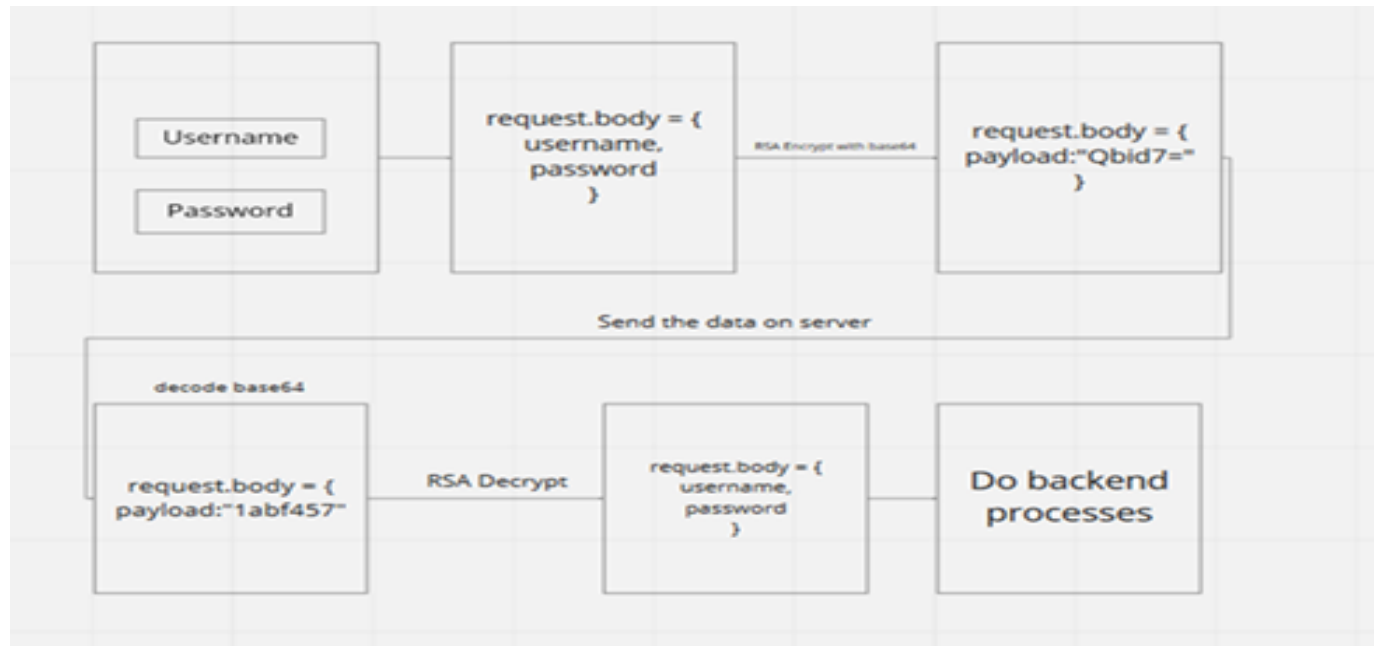 Username
Password
request.body = {
username,
password
}
RSA Encrypt with base64
request.body = {
payload:"Qbid7="
}
Send the data on server
decode base64
request.body = {
payload:"1abf457"
RSA Decrypt
request.body = {
username,
password
}
Do backend
processes